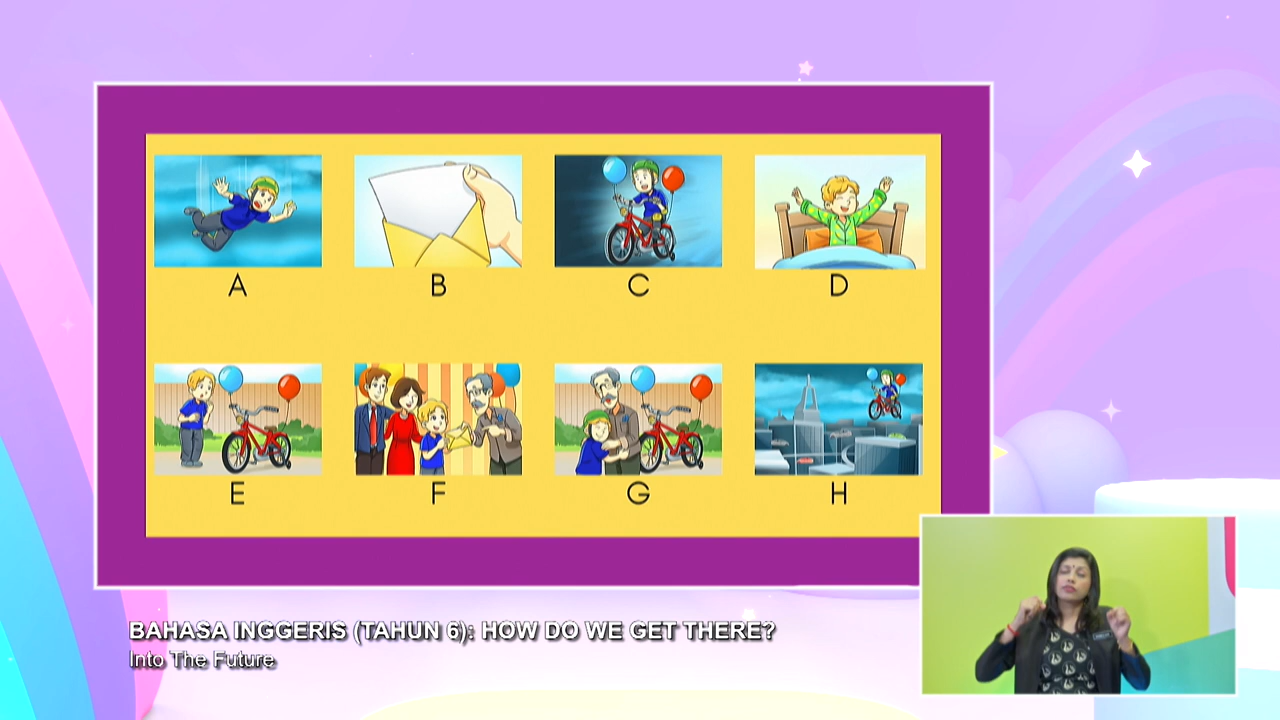 A B C D
E F G H
BAHASA INGGERIS (TAHUN 6): HOW DO WE GET THERE?
Into The Future